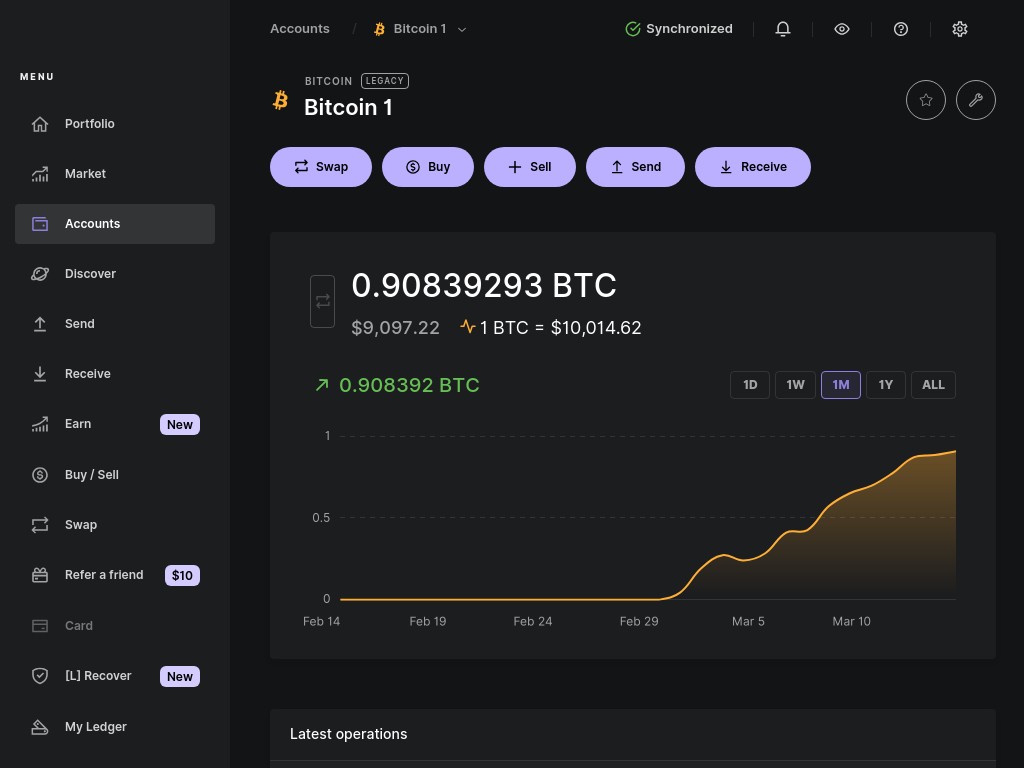 Accounts / Bitcoin 1
Synchronized
MENU
Portfolio
Market
Accounts
Discover
Send
Receive
Earn New
Buy / Sell
Swap
Refer a friend $10
Card
[L] Recover New
My Ledger
BITCOIN LEGACY
Bitcoin 1
Swap Buy Sell Send Receive
0.90839293 BTC
$9,097.22 1 BTC = $10,014.62
0.908392 BTC
1D 1W 1M 1Y ALL
1
0.5
0
Feb 14 Feb 19 Feb 24 Feb 29 Mar 5 Mar 10
Latest operations